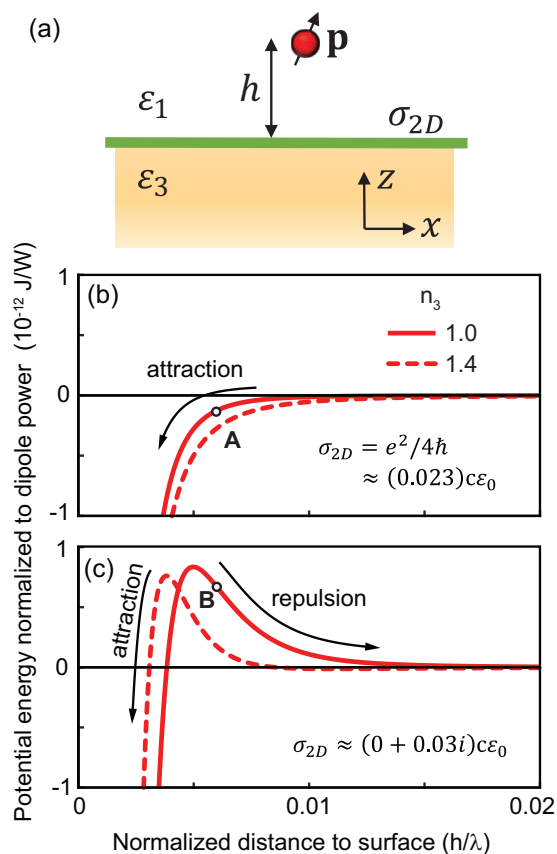 (a)
p
h
ε₁
σ₂D
ε₃
z
x
Potential energy normalized to dipole power (10⁻¹² J/W)
1
(b)
n₃
1.0
1.4
attraction
0
A
σ₂D = e²/4ħ
≈ (0.023)cε₀
-1
1
(c)
B
repulsion
attraction
0
σ₂D ≈ (0 + 0.03i)cε₀
-1
0 0.01 0.02
Normalized distance to surface (h/λ)